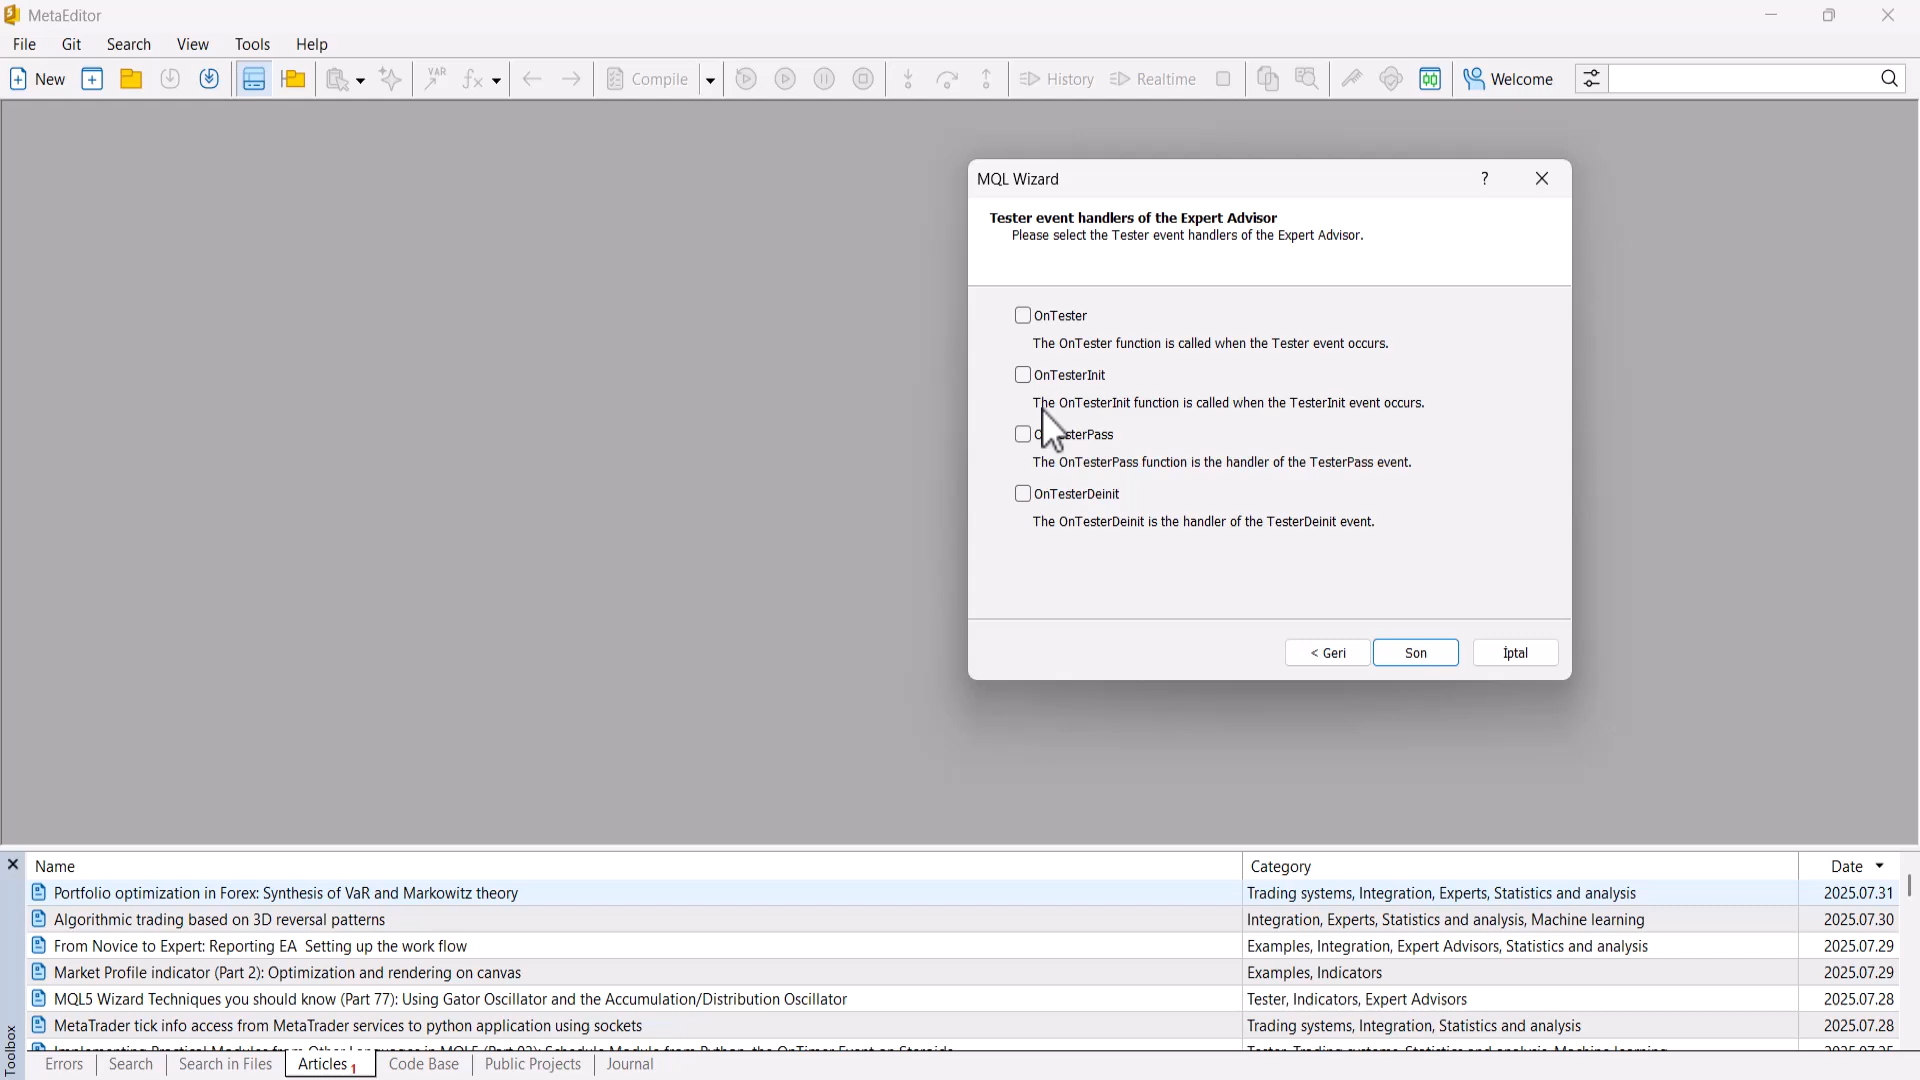 MetaEditor
File Git Search View Tools Help
New VAR fx Compile History Realtime Welcome
MQL Wizard ?
Tester event handlers of the Expert Advisor
Please select the Tester event handlers of the Expert Advisor.
OnTester
The OnTester function is called when the Tester event occurs.
OnTesterInit
The OnTesterInit function is called when the TesterInit event occurs.
The OnTesterPass function is the handler of the TesterPass event.
OnTesterDeinit
The OnTesterDeinit is the handler of the TesterDeinit event.
< Geri Son İptal
Name Category Date
Portfolio optimization in Forex: Synthesis of VaR and Markowitz theory Trading systems, Integration, Experts, Statistics and analysis 2025.07.31
Algorithmic trading based on 3D reversal patterns Integration, Experts, Statistics and analysis, Machine learning 2025.07.30
From Novice to Expert: Reporting EA Setting up the work flow Examples, Integration, Expert Advisors, Statistics and analysis 2025.07.29
Market Profile indicator (Part 2): Optimization and rendering on canvas Examples, Indicators 2025.07.29
MQL5 Wizard Techniques you should know (Part 77): Using Gator Oscillator and the Accumulation/Distribution Oscillator Tester, Indicators, Expert Advisors 2025.07.28
MetaTrader tick info access from MetaTrader services to python application using sockets Trading systems, Integration, Statistics and analysis 2025.07.28
Toolbox
Errors Search Search in Files Articles 1 Code Base Public Projects Journal